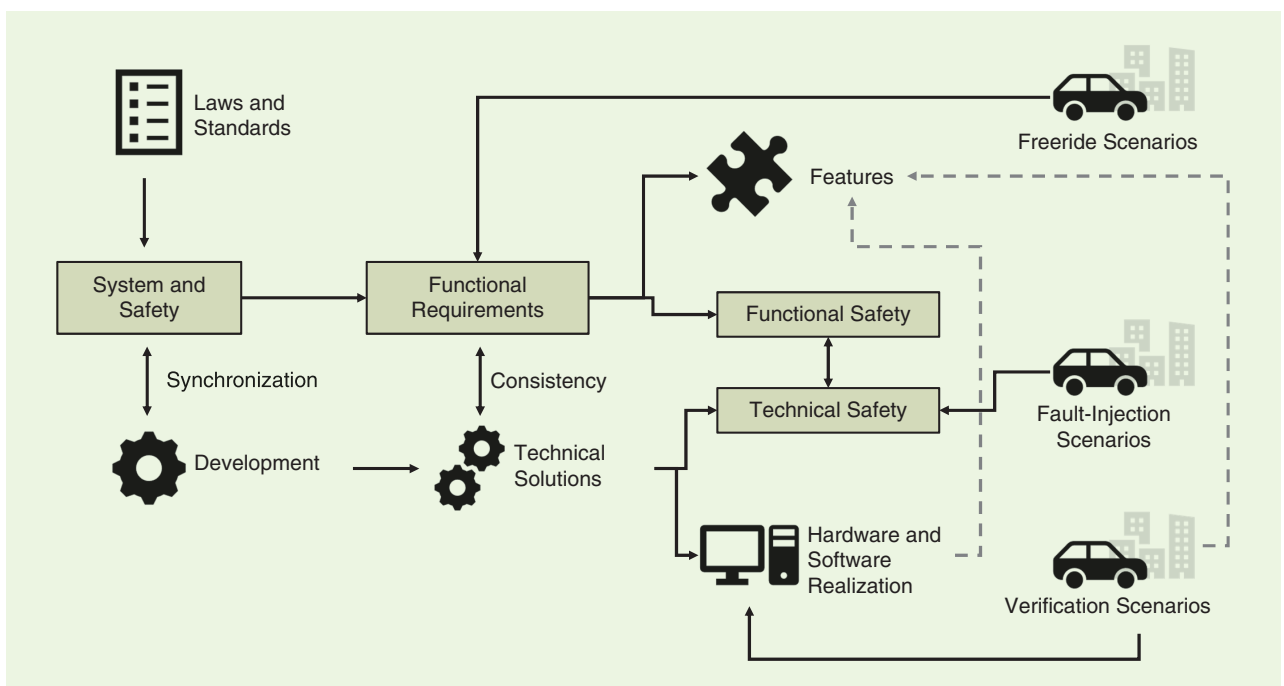 Laws and
Standards
Freeride Scenarios
Features
System and
Safety
Functional
Requirements
Functional Safety
Synchronization
Consistency
Technical Safety
Fault-Injection
Scenarios
Development
Technical
Solutions
Hardware and
Software
Realization
Verification Scenarios